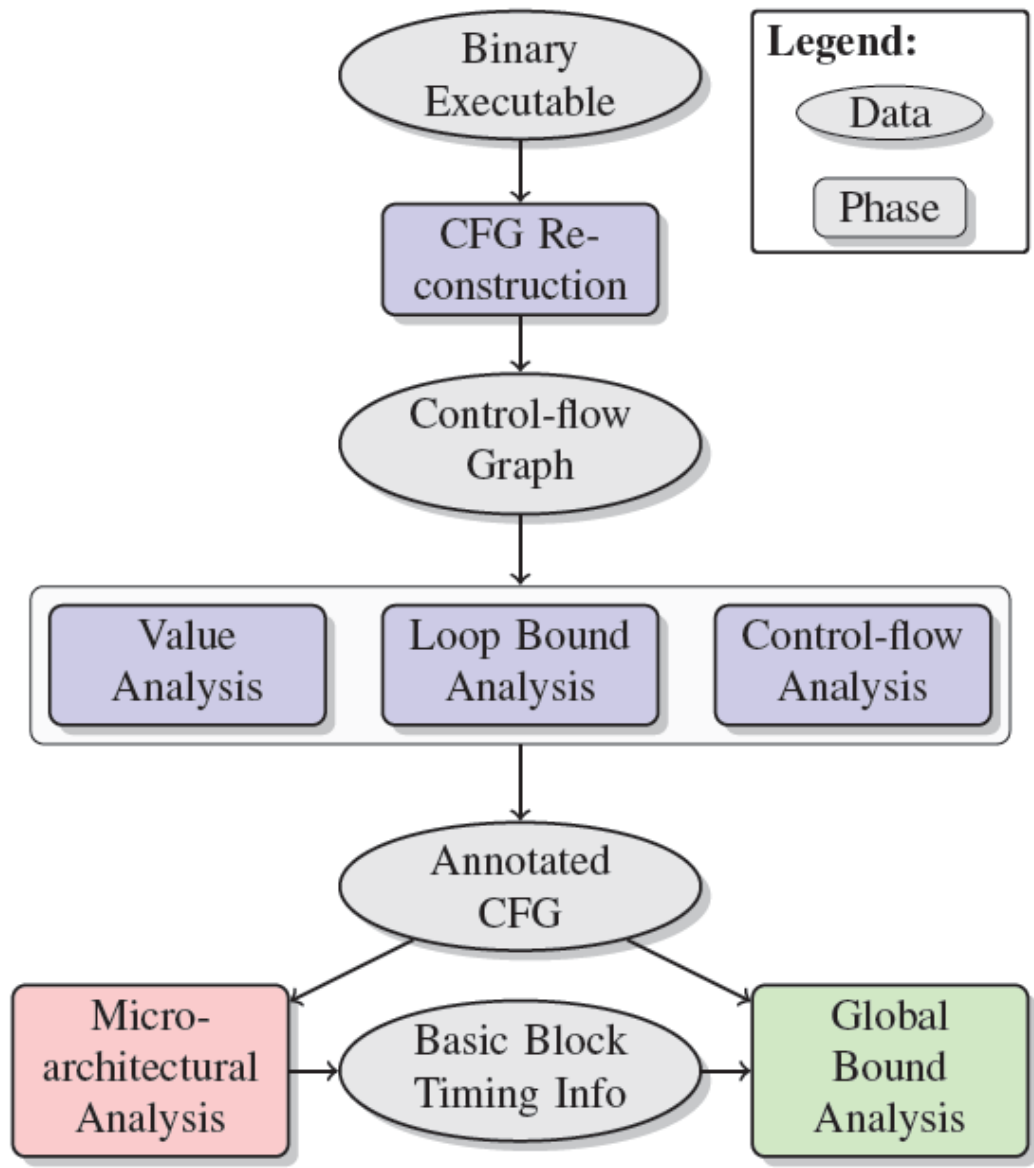 Binary
Executable
Legend:
Data
Phase
CFG Re-
construction
Control-flow
Graph
Value
Analysis
Loop Bound
Analysis
Control-flow
Analysis
Annotated
CFG
Micro-
architectural
Analysis
Basic Block
Timing Info
Global
Bound
Analysis